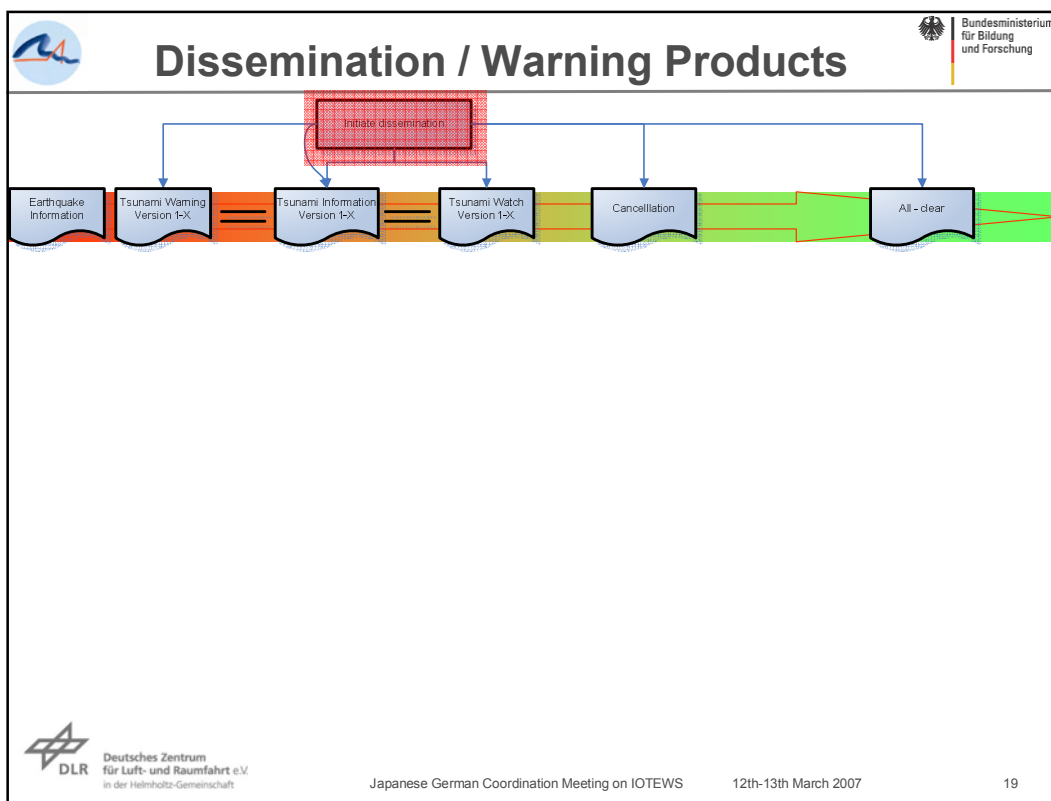 Dissemination / Warning Products
Bundesministerium
für Bildung
und Forschung
Initiate dissemination
Earthquake
Information
Tsunami Warning
Version 1-X
Tsunami Information
Version 1-X
Tsunami Watch
Version 1-X
Cancelllation
All - clear
DLR
Deutsches Zentrum
für Luft- und Raumfahrt e.V.
in der Helmholtz-Gemeinschaft
Japanese German Coordination Meeting on IOTEWS 12th-13th March 2007 19